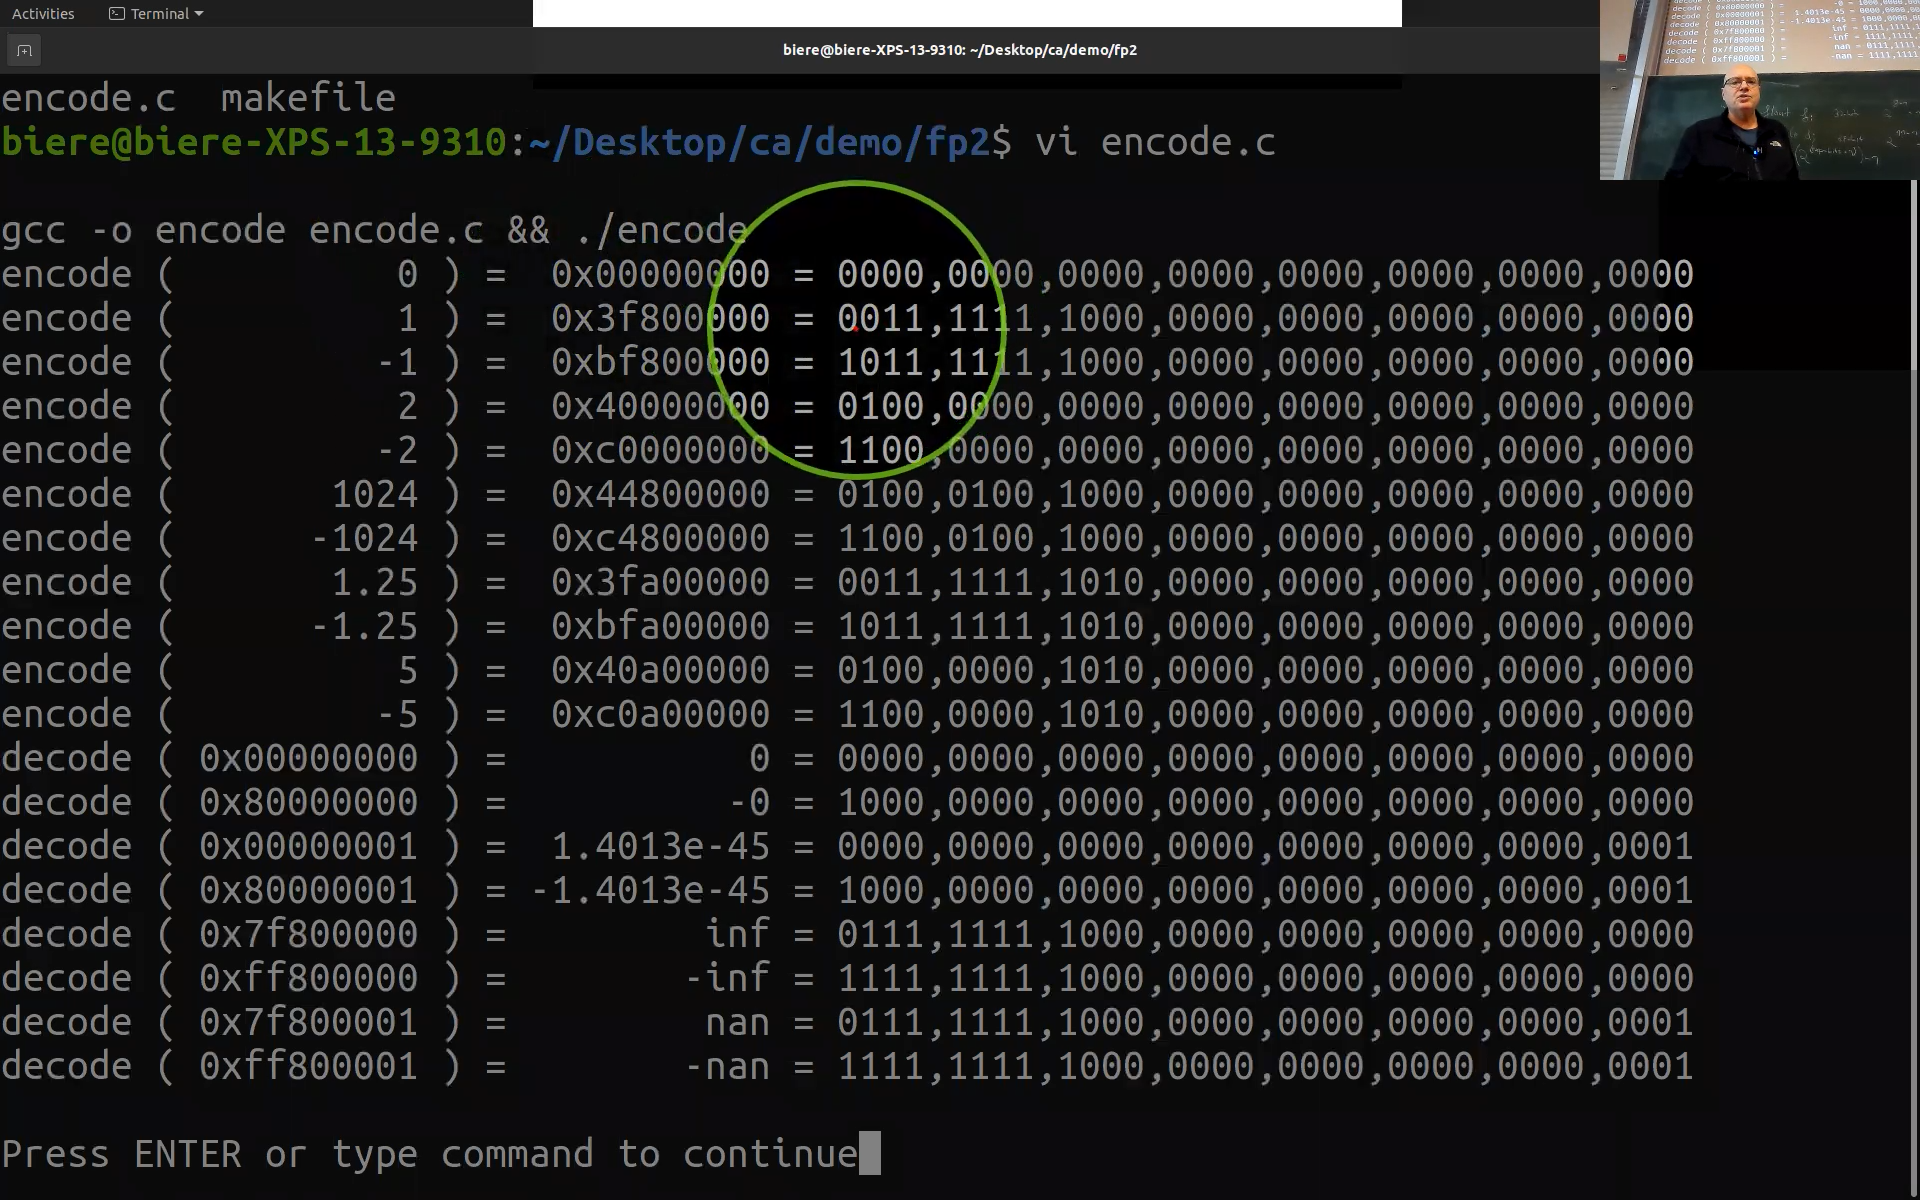 Activities Terminal
biere@biere-XPS-13-9310: ~/Desktop/ca/demo/fp2
encode.c  makefile
biere@biere-XPS-13-9310:~/Desktop/ca/demo/fp2$ vi encode.c
gcc -o encode encode.c && ./encode
encode ( 0 ) = 0x00000000 = 0000,0000,0000,0000,0000,0000,0000,0000
encode ( 1 ) = 0x3f800000 = 0011,1111,1000,0000,0000,0000,0000,0000
encode ( -1 ) = 0xbf800000 = 1011,1111,1000,0000,0000,0000,0000,0000
encode ( 2 ) = 0x40000000 = 0100,0000,0000,0000,0000,0000,0000,0000
encode ( -2 ) = 0xc0000000 = 1100,0000,0000,0000,0000,0000,0000,0000
encode ( 1024 ) = 0x44800000 = 0100,0100,1000,0000,0000,0000,0000,0000
encode ( -1024 ) = 0xc4800000 = 1100,0100,1000,0000,0000,0000,0000,0000
encode ( 1.25 ) = 0x3fa00000 = 0011,1111,1010,0000,0000,0000,0000,0000
encode ( -1.25 ) = 0xbfa00000 = 1011,1111,1010,0000,0000,0000,0000,0000
encode ( 5 ) = 0x40a00000 = 0100,0000,1010,0000,0000,0000,0000,0000
encode ( -5 ) = 0xc0a00000 = 1100,0000,1010,0000,0000,0000,0000,0000
decode ( 0x00000000 ) = 0 = 0000,0000,0000,0000,0000,0000,0000,0000
decode ( 0x80000000 ) = -0 = 1000,0000,0000,0000,0000,0000,0000,0000
decode ( 0x00000001 ) = 1.4013e-45 = 0000,0000,0000,0000,0000,0000,0000,0001
decode ( 0x80000001 ) = -1.4013e-45 = 1000,0000,0000,0000,0000,0000,0000,0001
decode ( 0x7f800000 ) = inf = 0111,1111,1000,0000,0000,0000,0000,0000
decode ( 0xff800000 ) = -inf = 1111,1111,1000,0000,0000,0000,0000,0000
decode ( 0x7f800001 ) = nan = 0111,1111,1000,0000,0000,0000,0000,0001
decode ( 0xff800001 ) = -nan = 1111,1111,1000,0000,0000,0000,0000,0001
Press ENTER or type command to continue